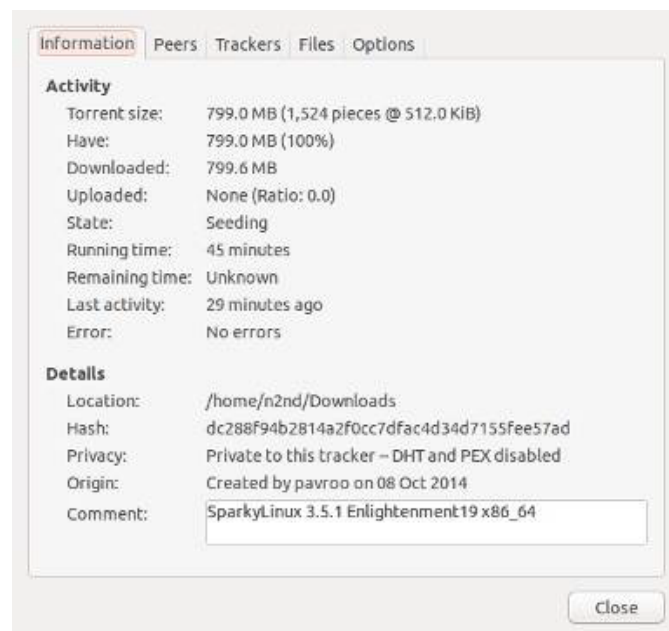 Information Peers Trackers Files Options
Activity
Torrent size: 799.0 MB (1,524 pieces @ 512.0 KiB)
Have: 799.0 MB (100%)
Downloaded: 799.6 MB
Uploaded: None (Ratio: 0.0)
State: Seeding
Running time: 45 minutes
Remaining time: Unknown
Last activity: 29 minutes ago
Error: No errors
Details
Location: /home/n2nd/Downloads
Hash: dc288f94b2814a2f0cc7dfac4d34d7155fee57ad
Privacy: Private to this tracker – DHT and PEX disabled
Origin: Created by pavroo on 08 Oct 2014
Comment: SparkyLinux 3.5.1 Enlightenment19 x86_64
Close